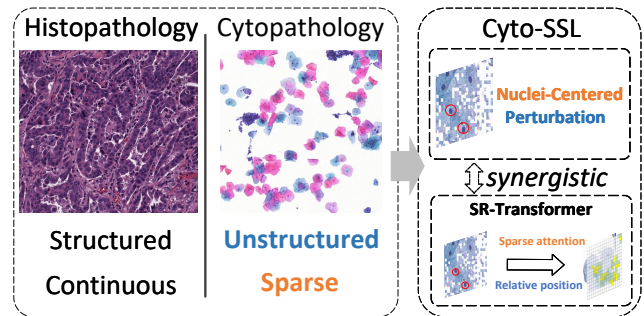 Histopathology
Cytopathology
Structured
Continuous
Unstructured
Sparse
Cyto-SSL
Nuclei-Centered
Perturbation
synergistic
SR-Transformer
Sparse attention
Relative position